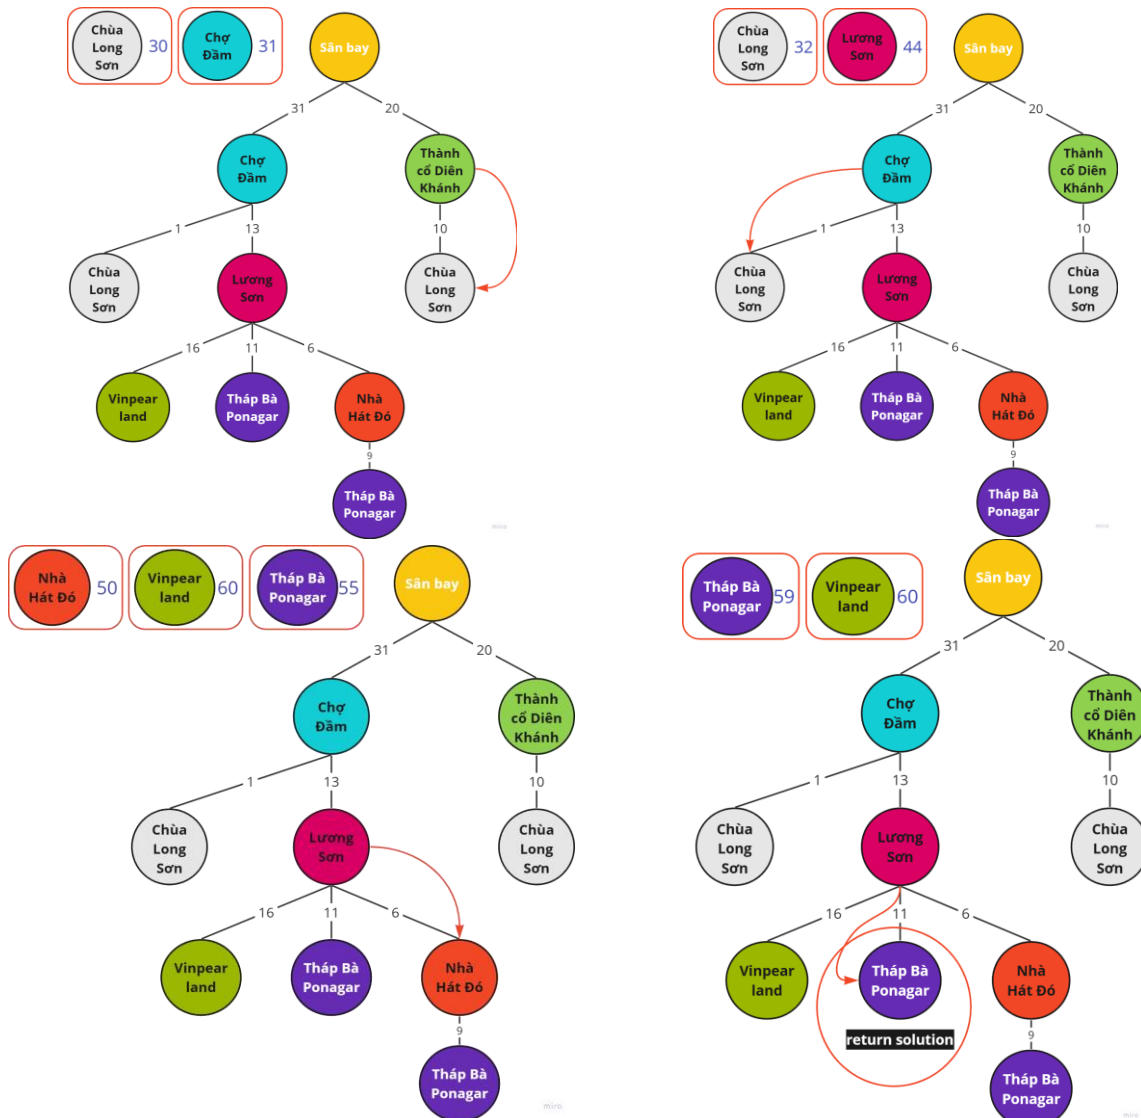 Chùa
Long
Sơn
30
Chợ
Đầm
31
Sân bay
31
20
Chợ
Đầm
Thành
cổ Diên
Khánh
1
13
10
Chùa
Long
Sơn
Lương
Sơn
Chùa
Long
Sơn
16
11
6
Vinpear
land
Tháp Bà
Ponagar
Nhà
Hát Đó
9
Tháp Bà
Ponagar
miro
Chùa
Long
Sơn
32
Lương
Sơn
44
Sân bay
31
20
Chợ
Đầm
Thành
cổ Diên
Khánh
1
13
10
Chùa
Long
Sơn
Lương
Sơn
Chùa
Long
Sơn
16
11
6
Vinpear
land
Tháp Bà
Ponagar
Nhà
Hát Đó
9
Tháp Bà
Ponagar
miro
Nhà
Hát Đó
50
Vinpear
land
60
Tháp Bà
Ponagar
55
Sân bay
31
20
Chợ
Đầm
Thành
cổ Diên
Khánh
1
13
10
Chùa
Long
Sơn
Lương
Sơn
Chùa
Long
Sơn
16
11
6
Vinpear
land
Tháp Bà
Ponagar
Nhà
Hát Đó
9
Tháp Bà
Ponagar
miro
Tháp Bà
Ponagar
59
Vinpear
land
60
Sân bay
31
20
Chợ
Đầm
Thành
cổ Diên
Khánh
1
13
10
Chùa
Long
Sơn
Lương
Sơn
Chùa
Long
Sơn
16
11
6
Vinpear
land
Tháp Bà
Ponagar
Nhà
Hát Đó
return solution
9
Tháp Bà
Ponagar
miro